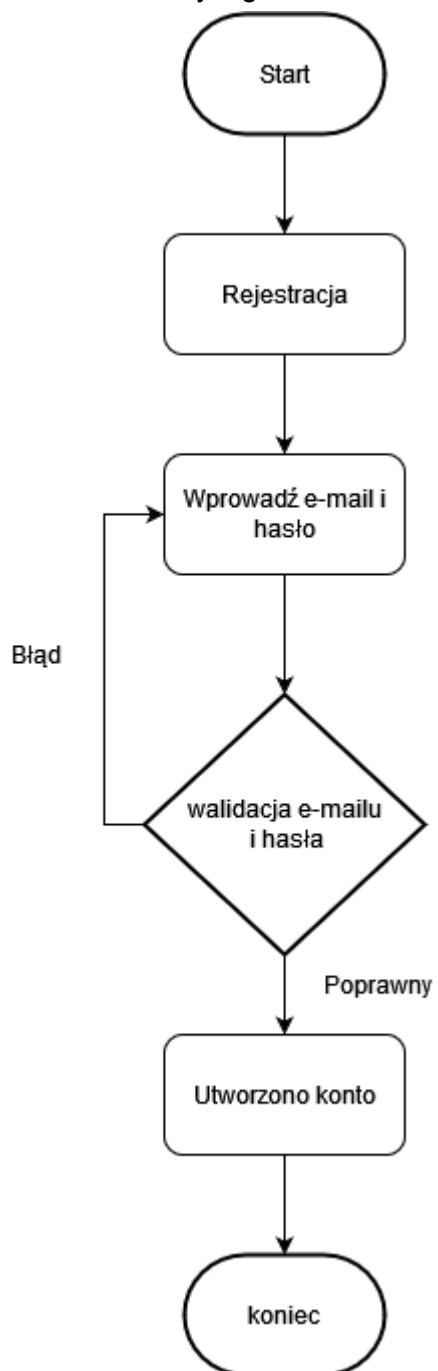 Start
Rejestracja
Wprowadź e-mail i
hasło
Błąd
walidacja e-mailu
i hasła
Poprawny
Utworzono konto
koniec